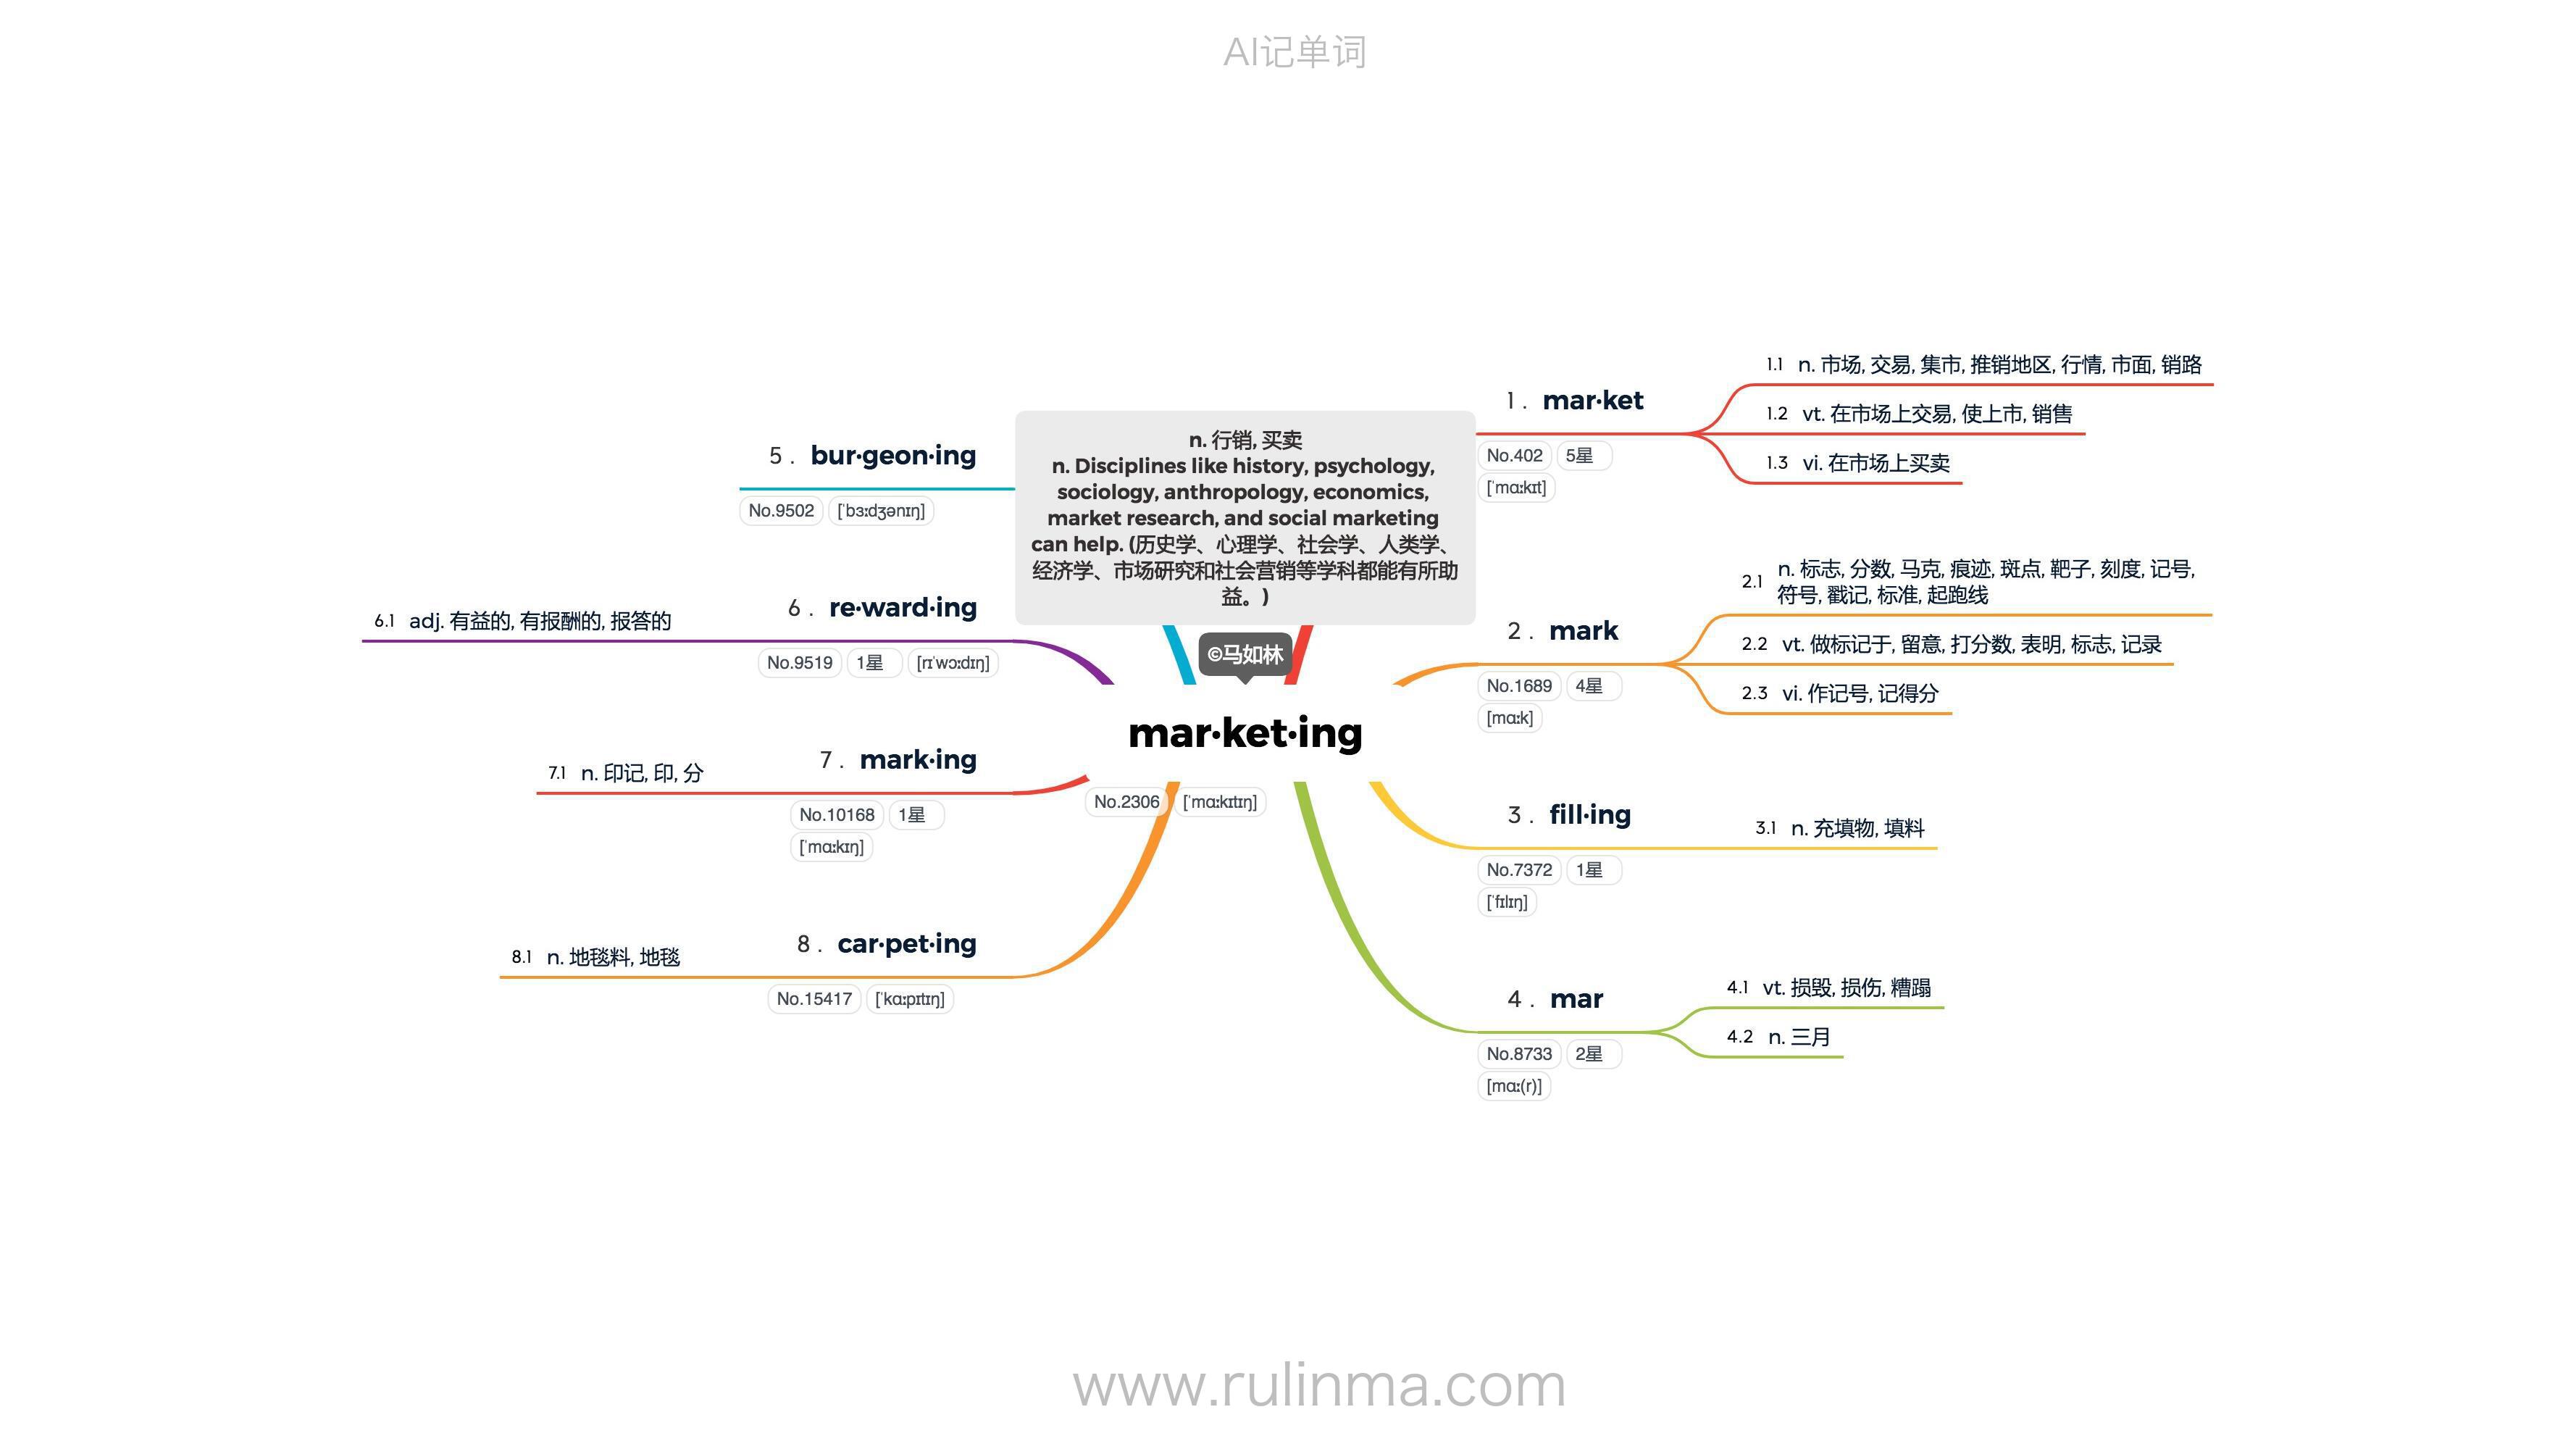 AI记单词
n. 行销, 买卖
n. Disciplines like history, psychology,
sociology, anthropology, economics,
market research, and social marketing
can help. (历史学、心理学、社会学、人类学、
经济学、市场研究和社会营销等学科都能有所助
益。)
©马如林
mar·ket·ing
No.2306 [ˈmɑːkɪtɪŋ]
1 . mar·ket
No.402 5星
[ˈmɑːkɪt]
1.1 n. 市场, 交易, 集市, 推销地区, 行情, 市面, 销路
1.2 vt. 在市场上交易, 使上市, 销售
1.3 vi. 在市场上买卖
2 . mark
No.1689 4星
[mɑːk]
2.1 n. 标志, 分数, 马克, 痕迹, 斑点, 靶子, 刻度, 记号,
符号, 戳记, 标准, 起跑线
2.2 vt. 做标记于, 留意, 打分数, 表明, 标志, 记录
2.3 vi. 作记号, 记得分
3 . fill·ing
No.7372 1星
[ˈfɪlɪŋ]
3.1 n. 充填物, 填料
4 . mar
No.8733 2星
[mɑː(r)]
4.1 vt. 损毁, 损伤, 糟蹋
4.2 n. 三月
5 . bur·geon·ing
No.9502 [ˈbɜːdʒənɪŋ]
6 . re·ward·ing
No.9519 1星 [rɪˈwɔːdɪŋ]
6.1 adj. 有益的, 有报酬的, 报答的
7 . mark·ing
No.10168 1星
[ˈmɑːkɪŋ]
7.1 n. 印记, 印, 分
8 . car·pet·ing
No.15417 [ˈkɑːpɪtɪŋ]
8.1 n. 地毯料, 地毯
www.rulinma.com